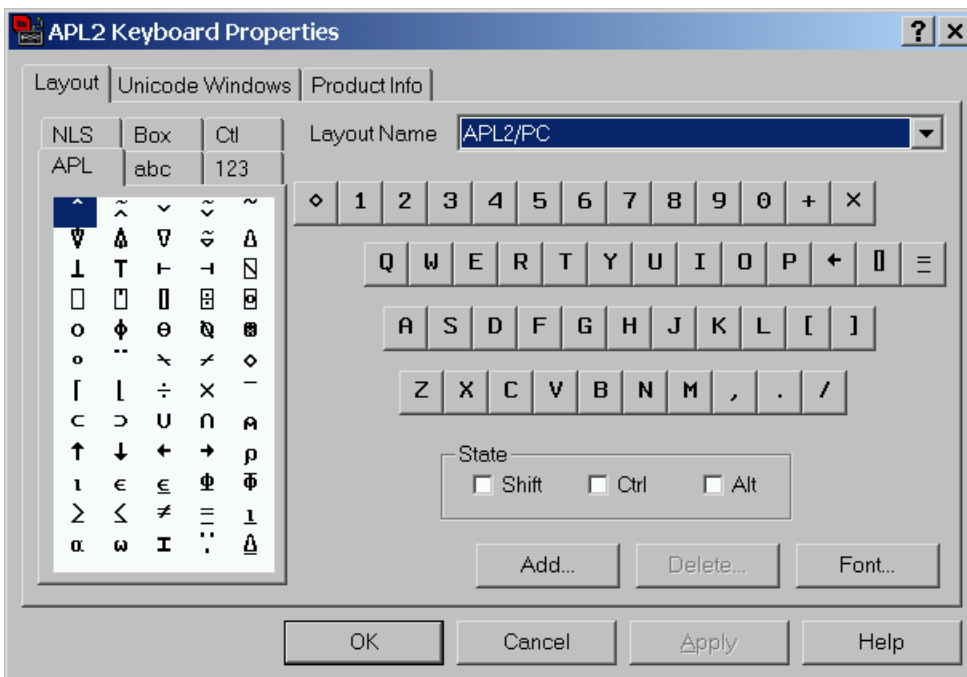 APL2 Keyboard Properties ? ×
Layout Unicode Windows Product Info
NLS Box Ctl
APL abc 123
Layout Name APL2/PC
⋄ 1 2 3 4 5 6 7 8 9 0 + ×
Q W E R T Y U I O P ← ⌷ ≡
A S D F G H J K L [ ]
Z X C V B N M , . /
∧ ⍲ ∨ ⍱ ~
⍒ ⍋ ∇ ⍫ ∆
⊥ ⊤ ⊢ ⊣ ⍂
⎕ ⍞ ⌷ ⌹
○ ⌽ ⊖ ⍉
∘ ¨ ⍀ ⌿ ⋄
⌈ ⌊ ÷ × ¯
⊂ ⊃ ∪ ∩ ⍝
↑ ↓ ← → ⍴
⍳ ∈ ⍷ ⍎ ⍕
≥ ≤ ≠ ≡ ⍸
⍺ ⍵ ⌶ ⍙
State
Shift Ctrl Alt
Add... Delete... Font...
OK Cancel Apply Help